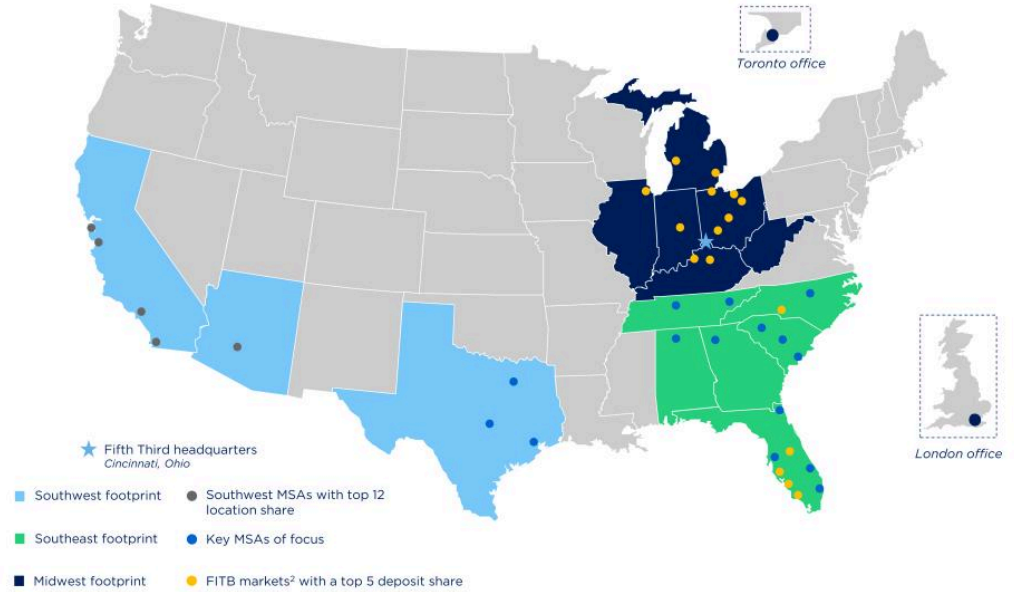 Toronto office
London office
Fifth Third headquarters
Cincinnati, Ohio
Southwest footprint
Southwest MSAs with top 12
location share
Southeast footprint
Key MSAs of focus
Midwest footprint
FITB markets² with a top 5 deposit share